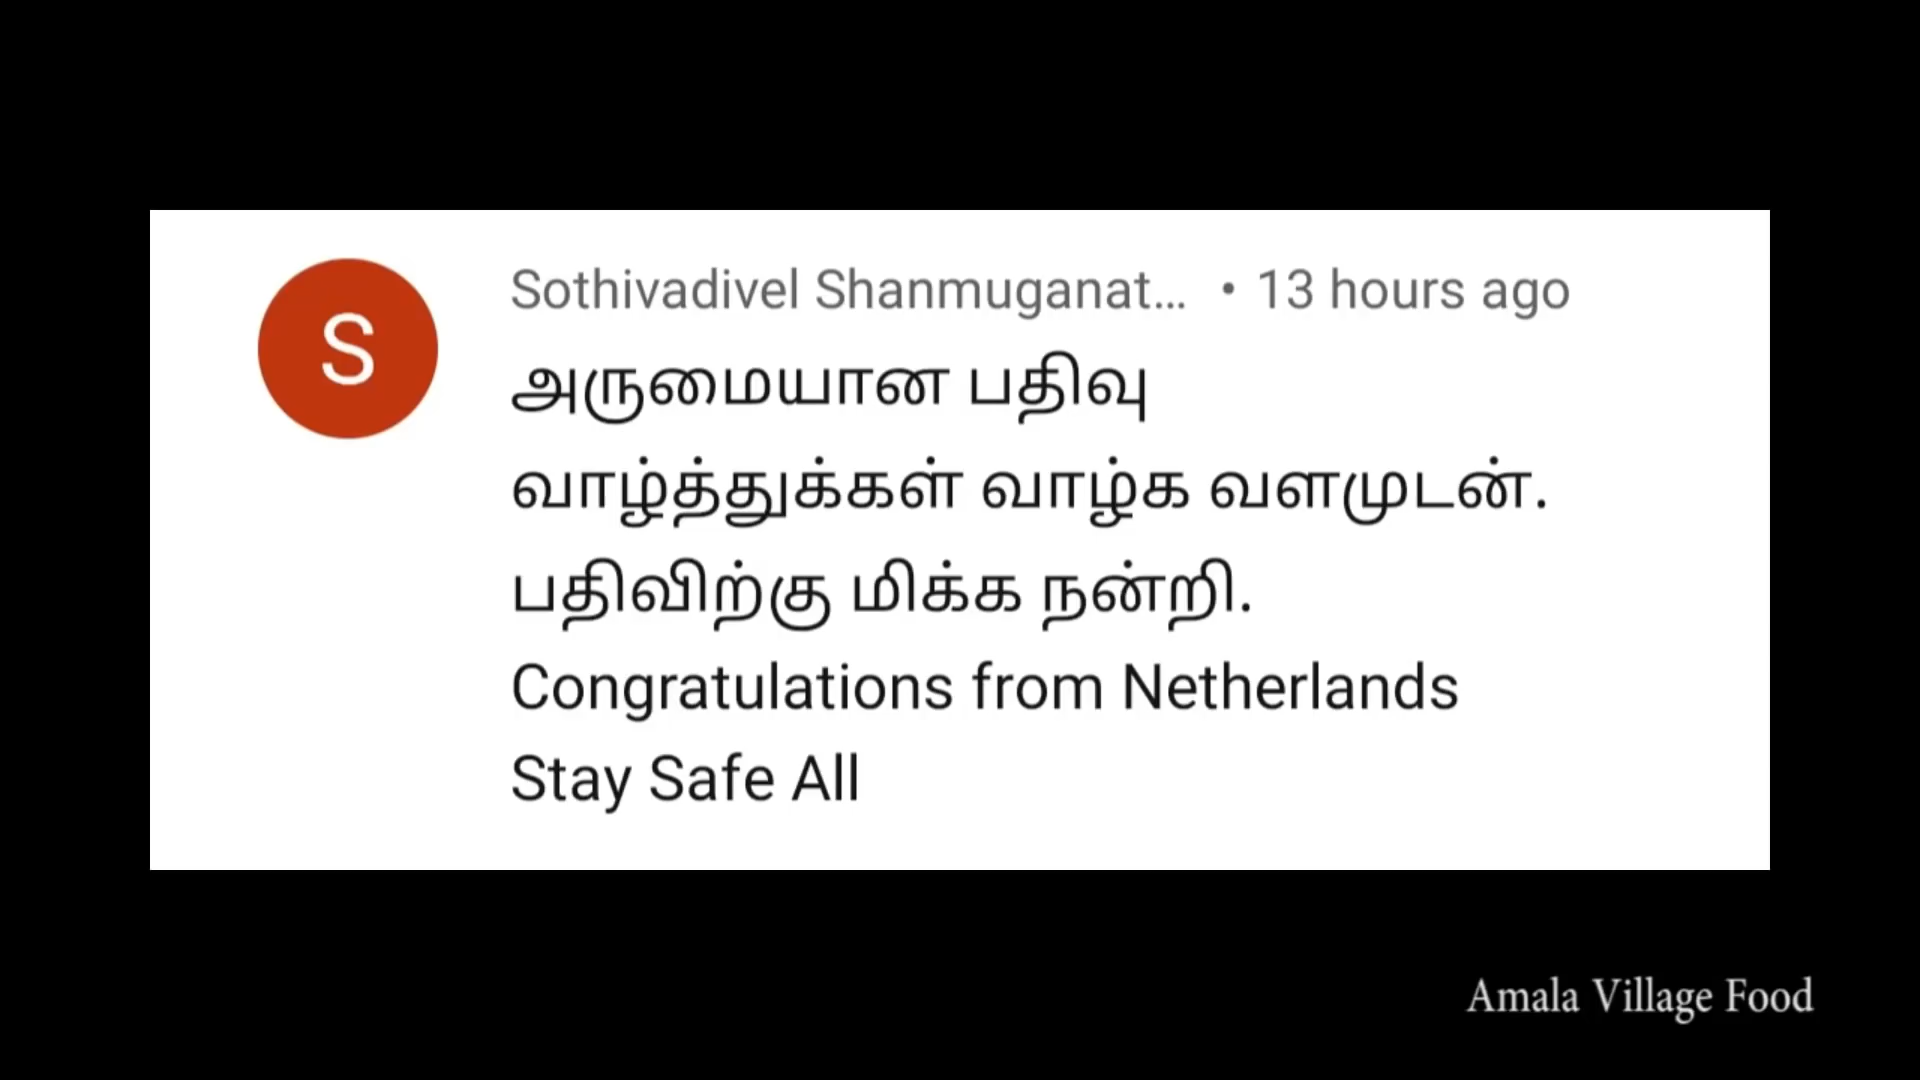 S
Sothivadivel Shanmuganat... • 13 hours ago
அருமையான பதிவு
வாழ்த்துக்கள் வாழ்க வளமுடன்.
பதிவிற்கு மிக்க நன்றி.
Congratulations from Netherlands
Stay Safe All
Amala Village Food